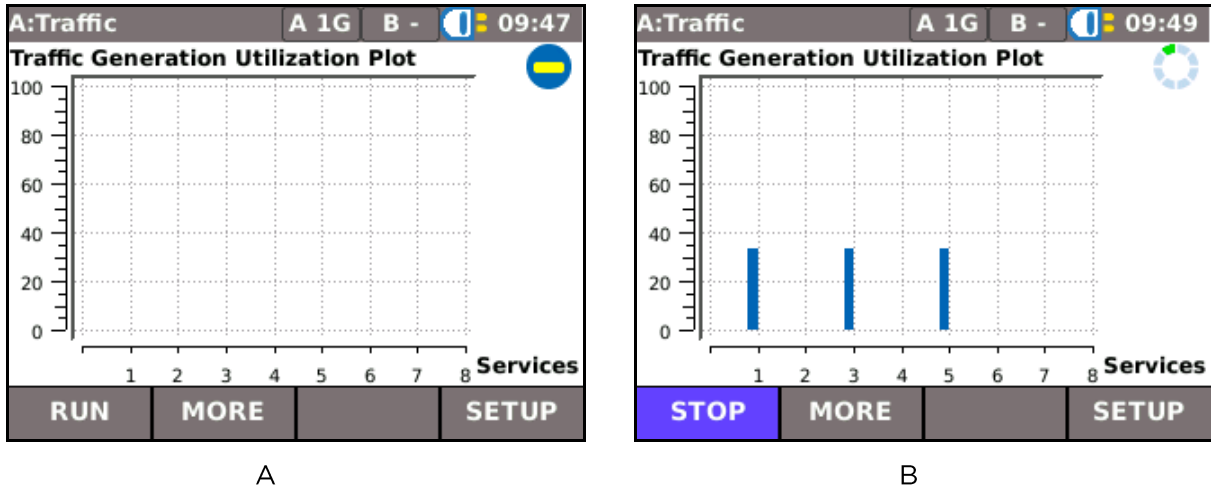 A:Traffic A 1G B - 09:47
Traffic Generation Utilization Plot
100
80
60
40
20
0
1 2 3 4 5 6 7 8 Services
RUN MORE SETUP
A
A:Traffic A 1G B - 09:49
Traffic Generation Utilization Plot
100
80
60
40
20
0
1 2 3 4 5 6 7 8 Services
STOP MORE SETUP
B